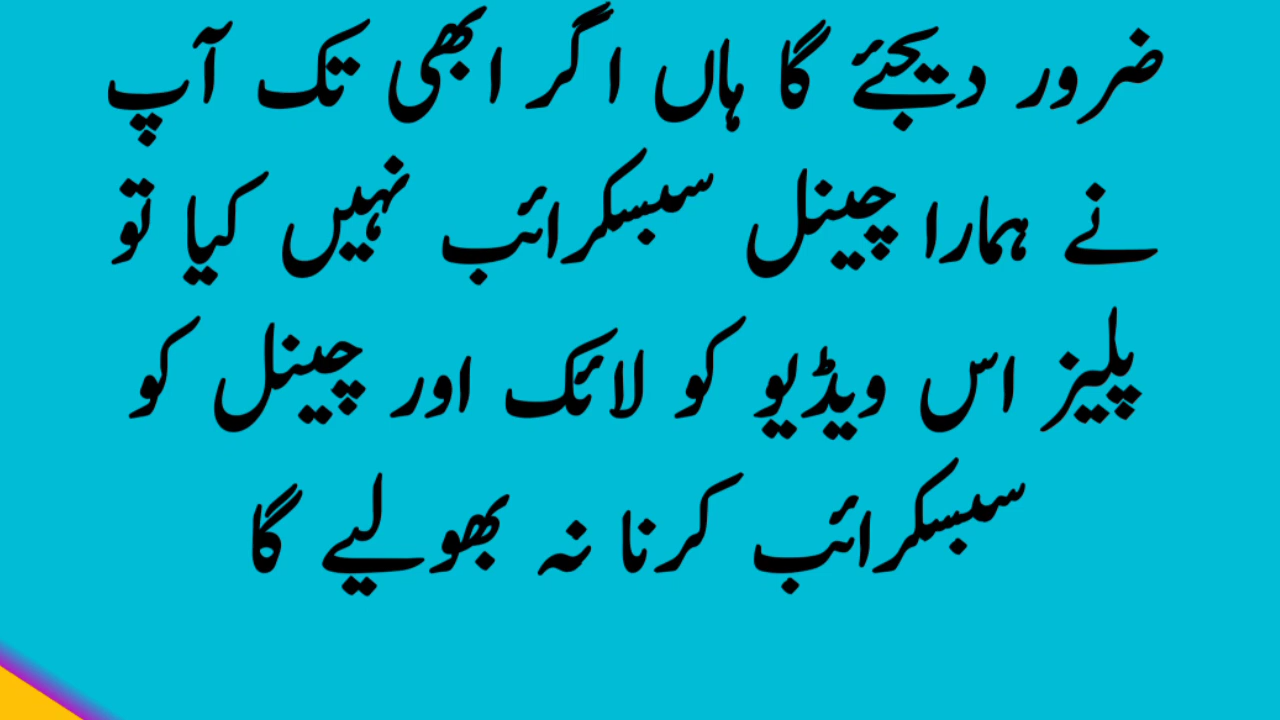 ضرور دیجئے گا ہاں اگر ابھی تک آپ
نے ہمارا چینل سبسکرائب نہیں کیا تو
پلیز اس ویڈیو کو لائک اور چینل کو
سبسکرائب کرنا نہ بھولیے گا